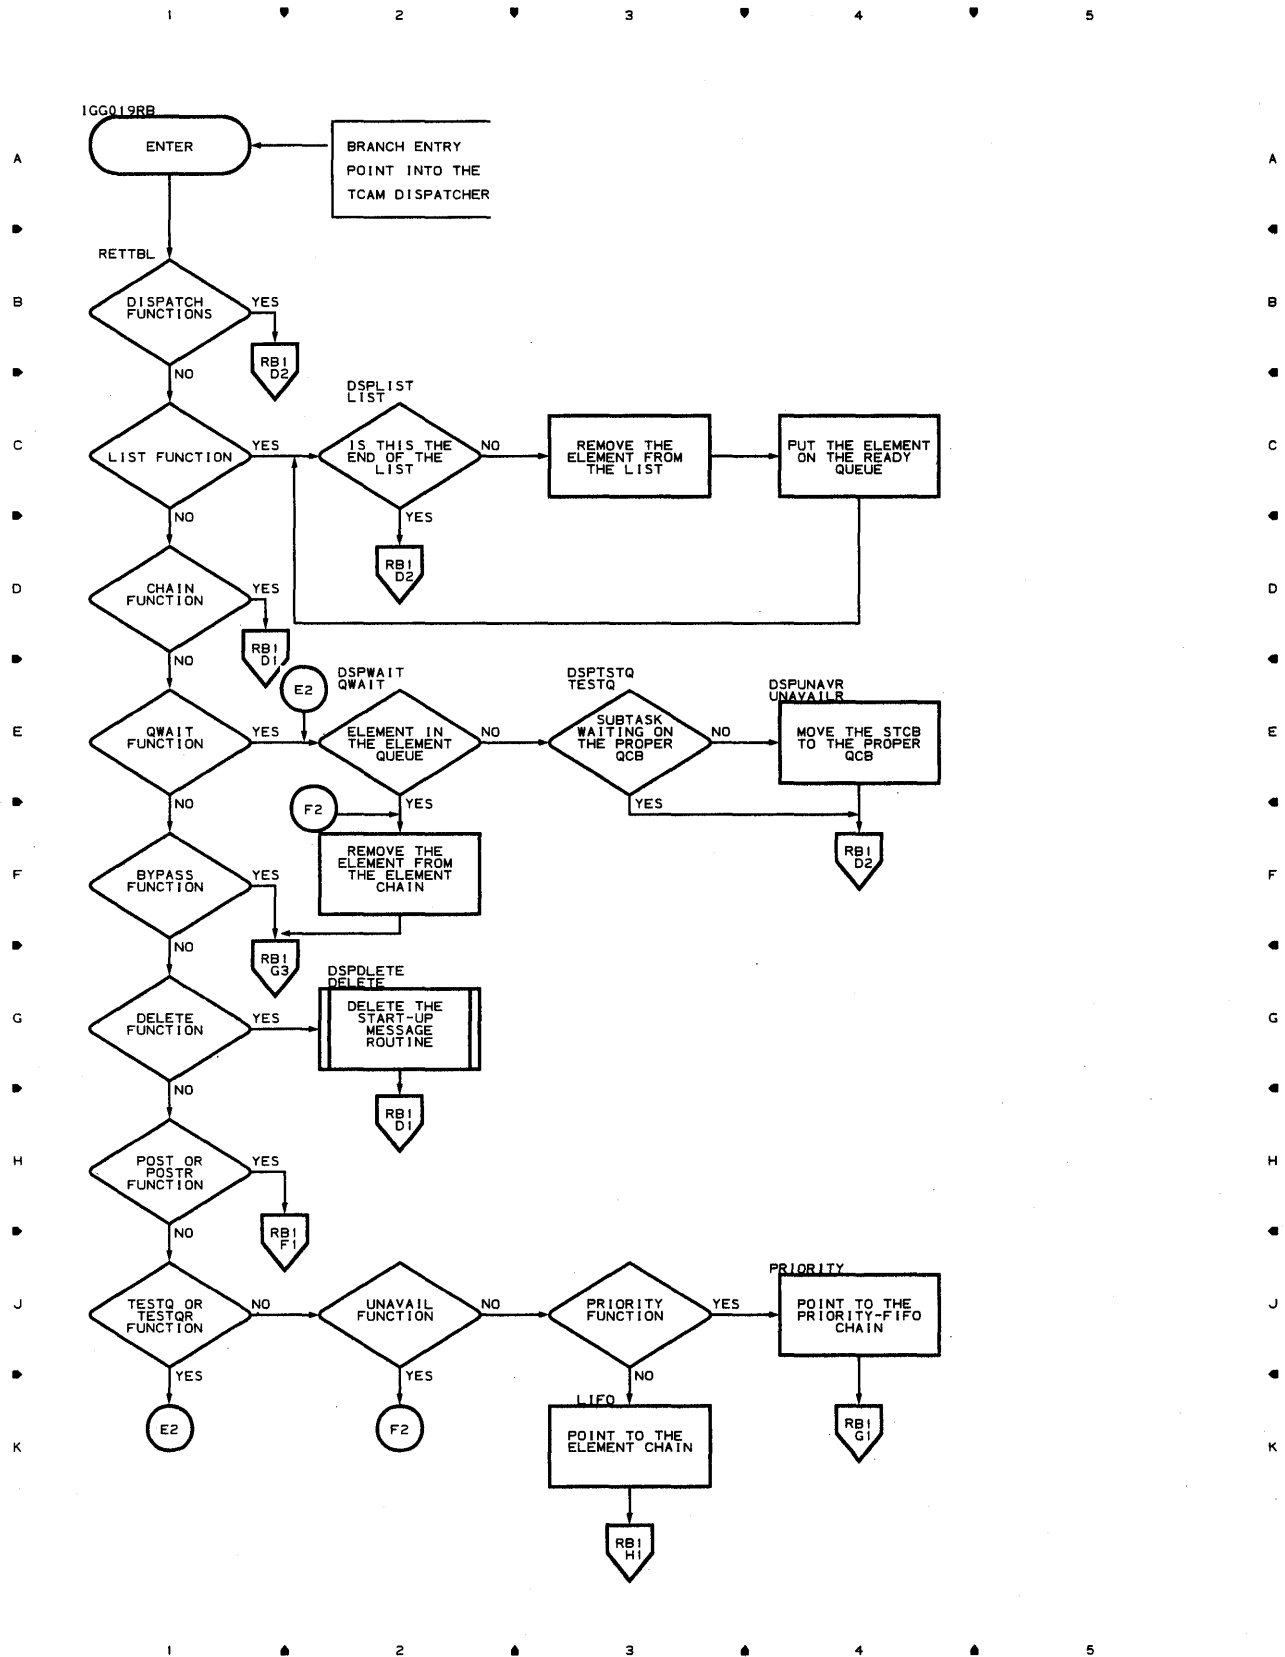 1 2 3 4 5
IGG019RB
ENTER
BRANCH ENTRY
POINT INTO THE
TCAM DISPATCHER
A A
RETTBL
DISPATCH
FUNCTIONS
YES
B B
RB1
D2
NO
DSPLIST
LIST
LIST FUNCTION
YES
IS THIS THE
END OF THE
LIST
NO
REMOVE THE
ELEMENT FROM
THE LIST
PUT THE ELEMENT
ON THE READY
QUEUE
C C
NO
YES
RB1
D2
CHAIN
FUNCTION
YES
D D
RB1
D1
NO
E2
DSPWAIT
QWAIT
DSPTSTQ
TESTQ
DSPUNAVR
UNAVAILR
QWAIT
FUNCTION
YES
ELEMENT IN
THE ELEMENT
QUEUE
NO
SUBTASK
WAITING ON
THE PROPER
QCB
NO
MOVE THE STCB
TO THE PROPER
QCB
E E
NO
F2
YES
YES
RB1
D2
BYPASS
FUNCTION
YES
REMOVE THE
ELEMENT FROM
THE ELEMENT
CHAIN
F F
NO
RB1
G3
DSPDLETE
DELETE
DELETE
FUNCTION
YES
DELETE THE
START-UP
MESSAGE
ROUTINE
G G
NO
RB1
D1
POST OR
POSTR
FUNCTION
YES
H H
NO
RB1
F1
TESTQ OR
TESTQR
FUNCTION
NO
UNAVAIL
FUNCTION
NO
PRIORITY
FUNCTION
YES
PRIORITY
POINT TO THE
PRIORITY-FIFO
CHAIN
J J
YES
YES
NO
E2
F2
LIFO
POINT TO THE
ELEMENT CHAIN
RB1
G1
K K
RB1
H1
1 2 3 4 5